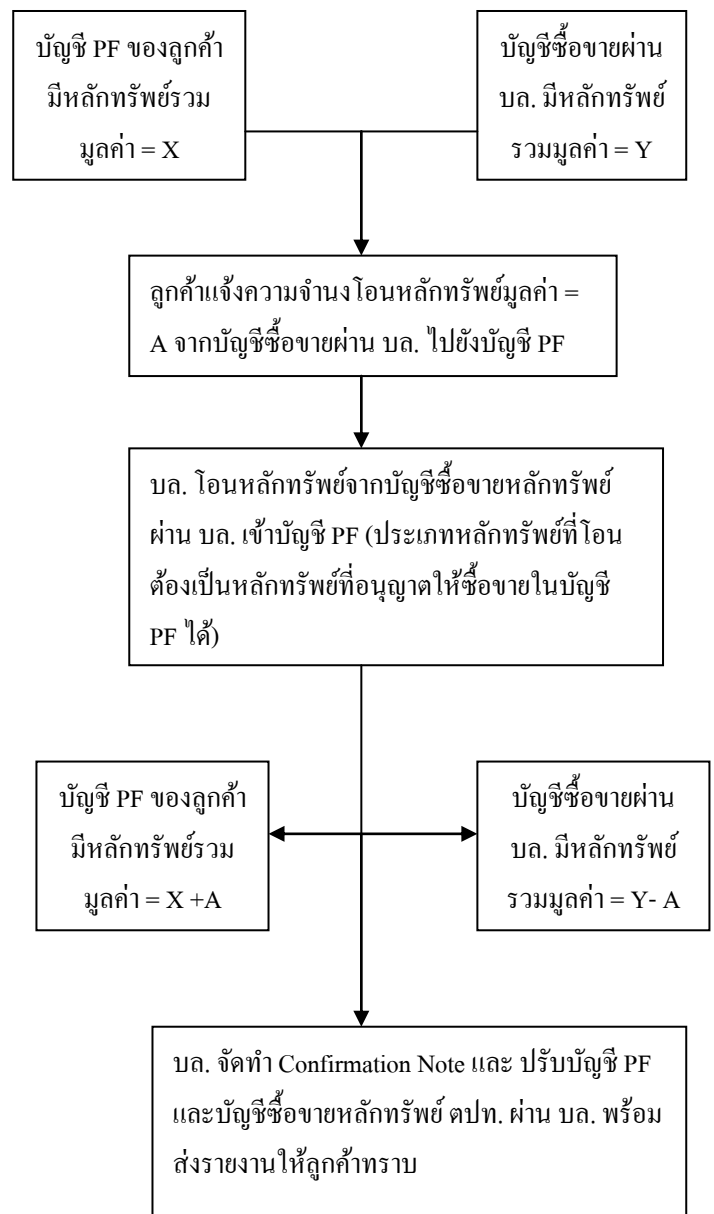 บัญชี PF ของลูกค้า
มีหลักทรัพย์รวม
มูลค่า = X
บัญชีซื้อขายผ่าน
บล. มีหลักทรัพย์
รวมมูลค่า = Y
ลูกค้าแจ้งความจำนงโอนหลักทรัพย์มูลค่า =
A จากบัญชีซื้อขายผ่าน บล. ไปยังบัญชี PF
บล. โอนหลักทรัพย์จากบัญชีซื้อขายหลักทรัพย์
ผ่าน บล. เข้าบัญชี PF (ประเภทหลักทรัพย์ที่โอน
ต้องเป็นหลักทรัพย์ที่อนุญาตให้ซื้อขายในบัญชี
PF ได้)
บัญชี PF ของลูกค้า
มีหลักทรัพย์รวม
มูลค่า = X +A
บัญชีซื้อขายผ่าน
บล. มีหลักทรัพย์
รวมมูลค่า = Y- A
บล. จัดทำ Confirmation Note และ ปรับบัญชี PF
และบัญชีซื้อขายหลักทรัพย์ ตปท. ผ่าน บล. พร้อม
ส่งรายงานให้ลูกค้าทราบ